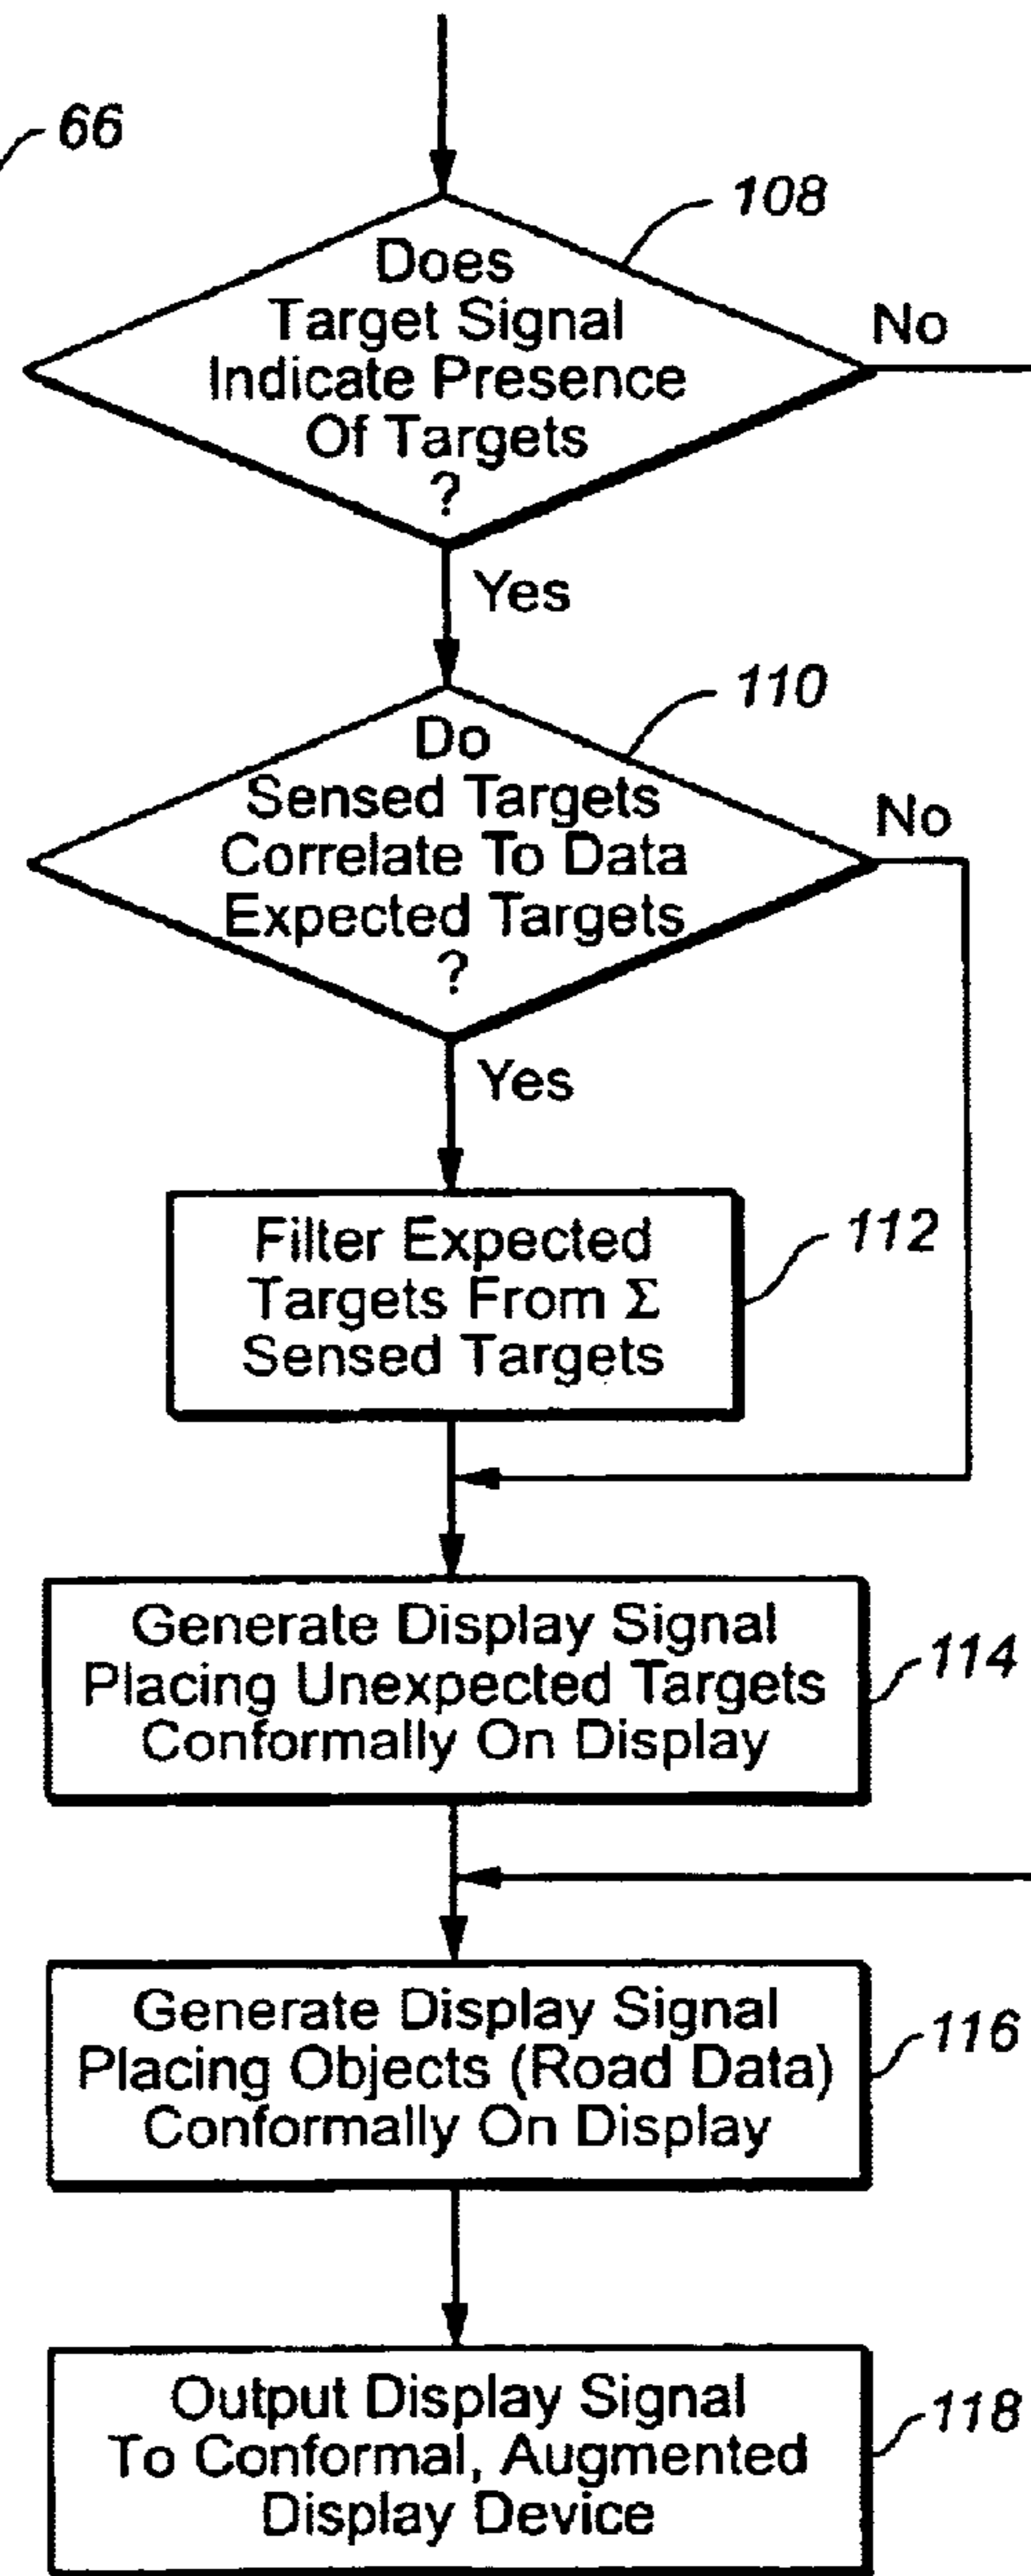 66
108
Does
Target Signal
Indicate Presence
Of Targets
?
No
Yes
110
Do
Sensed Targets
Correlate To Data
Expected Targets
?
No
Yes
112
Filter Expected
Targets From Σ
Sensed Targets
114
Generate Display Signal
Placing Unexpected Targets
Conformally On Display
116
Generate Display Signal
Placing Objects (Road Data)
Conformally On Display
118
Output Display Signal
To Conformal, Augmented
Display Device